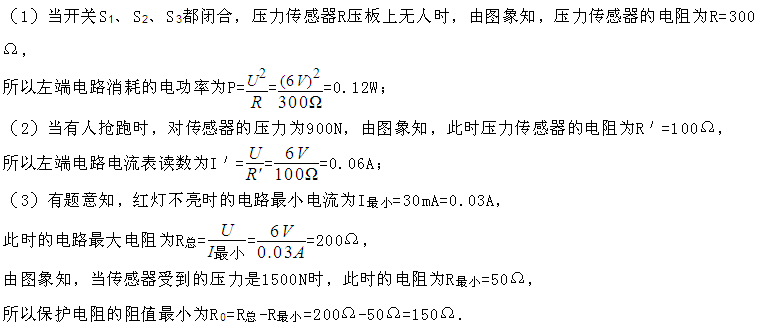 （1）当开关S₁、S₂、S₃都闭合，压力传感器R压板上无人时，由图象知，压力传感器的电阻为R=300
Ω，
所以左端电路消耗的电功率为P=U²/R=(6V)²/300Ω=0.12W；
（2）当有人抢跑时，对传感器的压力为900N，由图象知，此时压力传感器的电阻为R′=100Ω，
所以左端电路电流表读数为I′=U/R′=6V/100Ω=0.06A；
（3）有题意知，红灯不亮时的电路最小电流为I最小=30mA=0.03A，
此时的电路最大电阻为R总=U/I最小=6V/0.03A=200Ω，
由图象知，当传感器受到的压力是1500N时，此时的电阻为R最小=50Ω，
所以保护电阻的阻值最小为R₀=R总-R最小=200Ω-50Ω=150Ω．